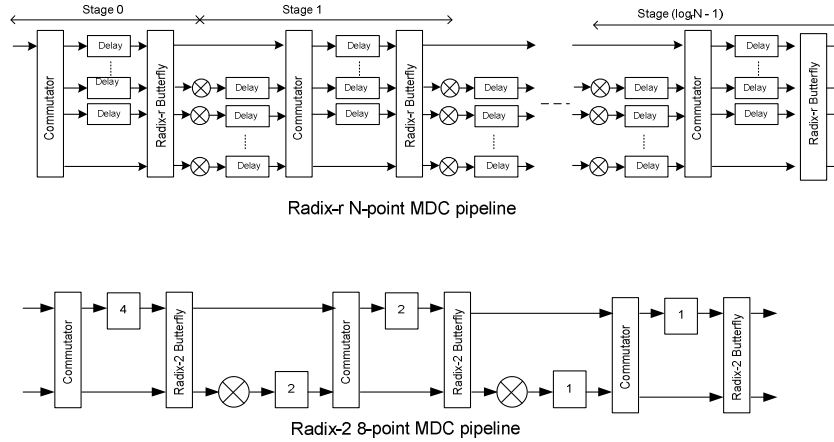 Stage 0
Stage 1
Stage (logrN - 1)
Commutator
Delay
Delay
Delay
Radix-r Butterfly
Delay
Delay
Delay
Commutator
Delay
Delay
Delay
Radix-r Butterfly
Delay
Delay
Delay
Delay
Delay
Delay
Commutator
Delay
Delay
Radix-r Butterfly
Radix-r N-point MDC pipeline
Commutator
4
Radix-2 Butterfly
2
Commutator
2
Radix-2 Butterfly
1
Commutator
1
Radix-2 Butterfly
Radix-2 8-point MDC pipeline